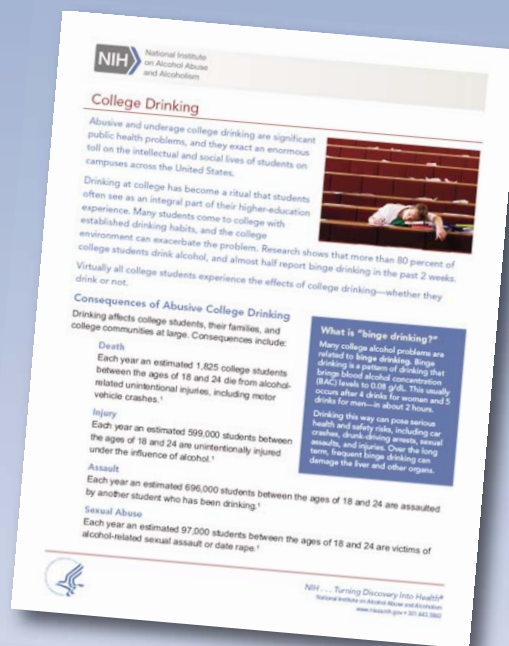 NIH
National Institute
on Alcohol Abuse
and Alcoholism
College Drinking
Abusive and underage college drinking are significant
public health problems, and they exact an enormous
toll on the intellectual and social lives of students on
campuses across the United States.
Drinking at college has become a ritual that students
often see as an integral part of their higher-education
experience. Many students come to college with
established drinking habits, and the college
environment can exacerbate the problem. Research shows that more than 80 percent of
college students drink alcohol, and almost half report binge drinking in the past 2 weeks.
Virtually all college students experience the effects of college drinking—whether they
drink or not.
Consequences of Abusive College Drinking
Drinking affects college students, their families, and
college communities at large. Consequences include:
Death
Each year an estimated 1,825 college students
between the ages of 18 and 24 die from alcohol-
related unintentional injuries, including motor
vehicle crashes.¹
Injury
Each year an estimated 599,000 students between
the ages of 18 and 24 are unintentionally injured
under the influence of alcohol.¹
What is "binge drinking?"
Many college alcohol problems are
related to binge drinking. Binge
drinking is a pattern of drinking that
brings blood alcohol concentration
(BAC) levels to 0.08 g/dL. This usually
occurs after 4 drinks for women and 5
drinks for men—in about 2 hours.
Drinking this way can pose serious
health and safety risks, including car
crashes, drunk-driving arrests, sexual
assaults, and injuries. Over the long
term, frequent binge drinking can
damage the liver and other organs.
Assault
Each year an estimated 696,000 students between the ages of 18 and 24 are assaulted
by another student who has been drinking.¹
Sexual Abuse
Each year an estimated 97,000 students between the ages of 18 and 24 are victims of
alcohol-related sexual assault or date rape.¹
NIH . . . Turning Discovery Into Health®
National Institute on Alcohol Abuse and Alcoholism
www.niaaa.nih.gov • 301.443.3860